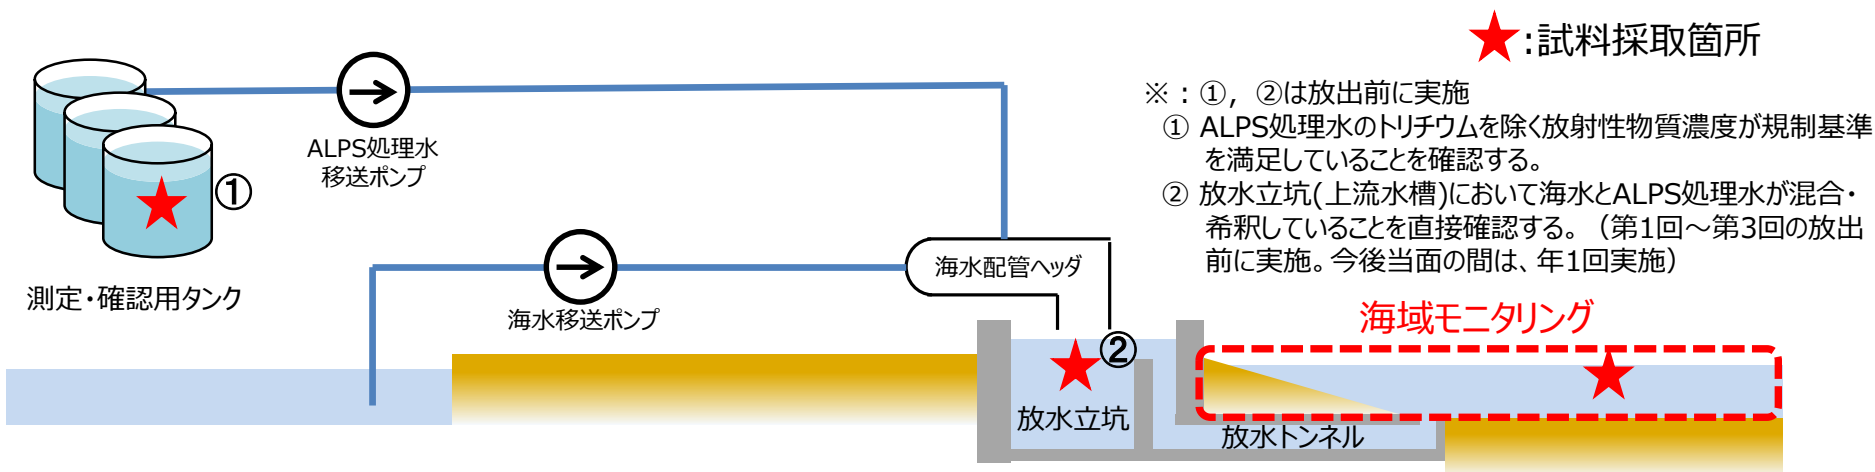 ★:試料採取箇所
※：①，②は放出前に実施
① ALPS処理水のトリチウムを除く放射性物質濃度が規制基準
を満足していることを確認する。
② 放水立坑(上流水槽)において海水とALPS処理水が混合・
希釈していることを直接確認する。（第1回～第3回の放出
前に実施。今後当面の間は、年1回実施）
ALPS処理水
移送ポンプ
①
測定・確認用タンク
海水配管ヘッダ
海水移送ポンプ
海域モニタリング
②
放水立坑
放水トンネル